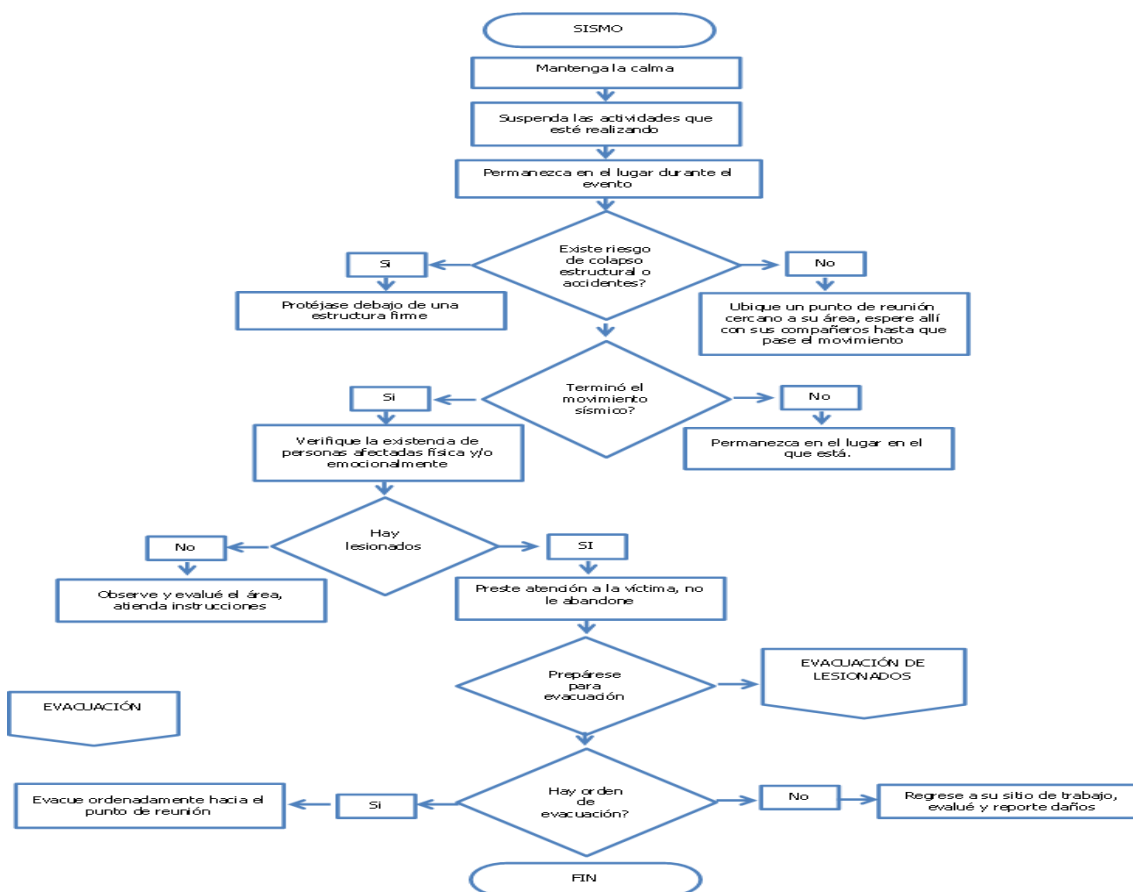 SISMO
Mantenga la calma
Suspenda las actividades que
esté realizando
Permanezca en el lugar durante el
evento
Existe riesgo
de colapso
estructural o
accidentes?
Si
No
Protéjase debajo de una
estructura firme
Ubique un punto de reunión
cercano a su área, espere allí
con sus compañeros hasta que
pase el movimiento
Terminó el
movimiento
sísmico?
Si
No
Verifique la existencia de
personas afectadas física y/o
emocionalmente
Permanezca en el lugar en el
que está.
Hay
lesionados
No
SI
Observe y evalué el área,
atienda instrucciones
Preste atención a la víctima, no
le abandone
Prepárese
para
evacuación
EVACUACIÓN DE
LESIONADOS
EVACUACIÓN
Hay orden
de
evacuación?
Si
No
Evacue ordenadamente hacia el
punto de reunión
Regrese a su sitio de trabajo,
evalué y reporte daños
FIN